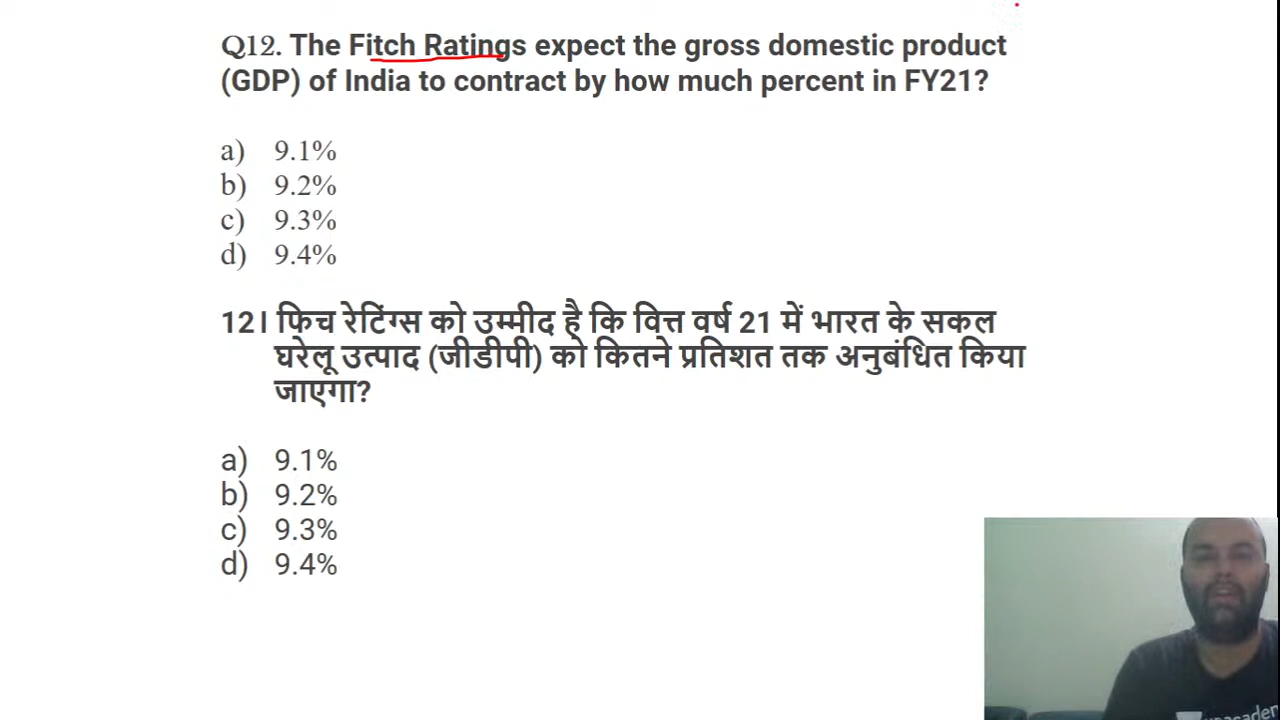 Q12. The Fitch Ratings expect the gross domestic product
(GDP) of India to contract by how much percent in FY21?
a) 9.1%
b) 9.2%
c) 9.3%
d) 9.4%
12। फिच रेटिंग्स को उम्मीद है कि वित्त वर्ष 21 में भारत के सकल
घरेलू उत्पाद (जीडीपी) को कितने प्रतिशत तक अनुबंधित किया
जाएगा?
a) 9.1%
b) 9.2%
c) 9.3%
d) 9.4%